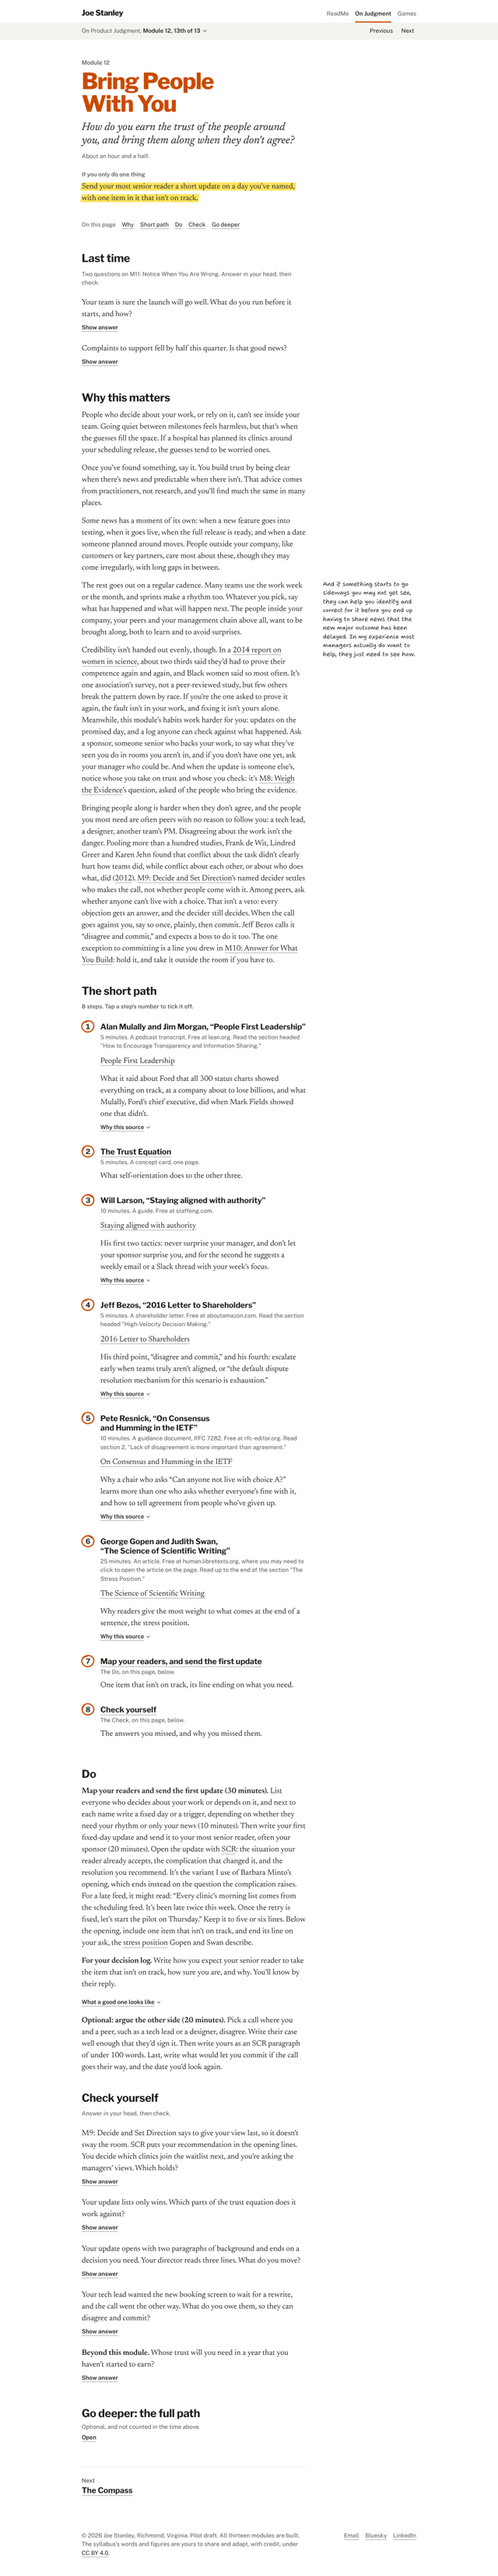 Joe Stanley
ReadMe On Judgment Games
On Product Judgment, Module 12, 13th of 13
Previous Next
Module 12
Bring People
With You
How do you earn the trust of the people around
you, and bring them along when they don't agree?
About an hour and a half.
If you only do one thing
Send your most senior reader a short update on a day you've named,
with one item in it that isn't on track.
On this page Why Short path Do Check Go deeper
Last time
Two questions on M11: Notice When You Are Wrong. Answer in your head, then
check.
Your team is sure the launch will go well. What do you run before it
starts, and how?
Show answer
Complaints to support fell by half this quarter. Is that good news?
Show answer
Why this matters
People who decide about your work, or rely on it, can't see inside your
team. Going quiet between milestones feels harmless, but that's when
the guesses fill the space. If a hospital has planned its clinics around
your scheduling release, the guesses tend to be worried ones.
Once you've found something, say it. You build trust by being clear
when there's news and predictable when there isn't. That advice comes
from practitioners, not research, and you'll find much the same in many
places.
Some news has a moment of its own: when a new feature goes into
testing, when it goes live, when the full release is ready, and when a date
someone planned around moves. People outside your company, like
customers or key partners, care most about these, though they may
come irregularly, with long gaps between.
The rest goes out on a regular cadence. Many teams use the work week
or the month, and sprints make a rhythm too. Whatever you pick, say
what has happened and what will happen next. The people inside your
company, your peers and your management chain above all, want to be
brought along, both to learn and to avoid surprises.
And if something starts to go
sideways you may not yet see,
they can help you identify and
correct for it before you end up
having to share news that the
new major outcome has been
delayed. In my experience most
managers actually do want to
help, they just need to see how.
Credibility isn't handed out evenly, though. In a 2014 report on
women in science, about two thirds said they'd had to prove their
competence again and again, and Black women said so most often. It's
one association's survey, not a peer-reviewed study, but few others
break the pattern down by race. If you're the one asked to prove it
again, the fault isn't in your work, and fixing it isn't yours alone.
Meanwhile, this module's habits work harder for you: updates on the
promised day, and a log anyone can check against what happened. Ask
a sponsor, someone senior who backs your work, to say what they've
seen you do in rooms you aren't in, and if you don't have one yet, ask
your manager who could be. And when the update is someone else's,
notice whose you take on trust and whose you check: it's M8: Weigh
the Evidence's question, asked of the people who bring the evidence.
Bringing people along is harder when they don't agree, and the people
you most need are often peers with no reason to follow you: a tech lead,
a designer, another team's PM. Disagreeing about the work isn't the
danger. Pooling more than a hundred studies, Frank de Wit, Lindred
Greer and Karen Jehn found that conflict about the task didn't clearly
hurt how teams did, while conflict about each other, or about who does
what, did (2012). M9: Decide and Set Direction's named decider settles
who makes the call, not whether people come with it. Among peers, ask
whether anyone can't live with a choice. That isn't a veto: every
objection gets an answer, and the decider still decides. When the call
goes against you, say so once, plainly, then commit. Jeff Bezos calls it
"disagree and commit," and expects a boss to do it too. The one
exception to committing is a line you drew in M10: Answer for What
You Build: hold it, and take it outside the room if you have to.
The short path
8 steps. Tap a step's number to tick it off.
1 Alan Mulally and Jim Morgan, "People First Leadership"
5 minutes. A podcast transcript. Free at lean.org. Read the section headed
"How to Encourage Transparency and Information Sharing."
People First Leadership
What it said about Ford that all 300 status charts showed
everything on track, at a company about to lose billions, and what
Mulally, Ford's chief executive, did when Mark Fields showed
one that didn't.
Why this source
2 The Trust Equation
5 minutes. A concept card, one page.
What self-orientation does to the other three.
3 Will Larson, "Staying aligned with authority"
10 minutes. A guide. Free at staffeng.com.
Staying aligned with authority
His first two tactics: never surprise your manager, and don't let
your sponsor surprise you, and for the second he suggests a
weekly email or a Slack thread with your week's focus.
Why this source
4 Jeff Bezos, "2016 Letter to Shareholders"
5 minutes. A shareholder letter. Free at aboutamazon.com. Read the section
headed "High-Velocity Decision Making."
2016 Letter to Shareholders
His third point, "disagree and commit," and his fourth: escalate
early when teams truly aren't aligned, or "the default dispute
resolution mechanism for this scenario is exhaustion."
Why this source
5 Pete Resnick, "On Consensus
and Humming in the IETF"
10 minutes. A guidance document, RFC 7282. Free at rfc-editor.org. Read
section 2, "Lack of disagreement is more important than agreement."
On Consensus and Humming in the IETF
Why a chair who asks "Can anyone not live with choice A?"
learns more than one who asks whether everyone's fine with it,
and how to tell agreement from people who've given up.
Why this source
6 George Gopen and Judith Swan,
"The Science of Scientific Writing"
25 minutes. An article. Free at human.libretexts.org, where you may need to
click to open the article on the page. Read up to the end of the section "The
Stress Position."
The Science of Scientific Writing
Why readers give the most weight to what comes at the end of a
sentence, the stress position.
Why this source
7 Map your readers, and send the first update
The Do, on this page, below.
One item that isn't on track, its line ending on what you need.
8 Check yourself
The Check, on this page, below.
The answers you missed, and why you missed them.
Do
Map your readers and send the first update (30 minutes). List
everyone who decides about your work or depends on it, and next to
each name write a fixed day or a trigger, depending on whether they
need your rhythm or only your news (10 minutes). Then write your first
fixed-day update and send it to your most senior reader, often your
sponsor (20 minutes). Open the update with SCR: the situation your
reader already accepts, the complication that changed it, and the
resolution you recommend. It's the variant I use of Barbara Minto's
opening, which ends instead on the question the complication raises.
For a late feed, it might read: "Every clinic's morning list comes from
the scheduling feed. It's been late twice this week. Once the retry is
fixed, let's start the pilot on Thursday." Keep it to five or six lines. Below
the opening, include one item that isn't on track, and end its line on
your ask, the stress position Gopen and Swan describe.
For your decision log. Write how you expect your senior reader to take
the item that isn't on track, how sure you are, and why. You'll know by
their reply.
What a good one looks like
Optional: argue the other side (20 minutes). Pick a call where you
and a peer, such as a tech lead or a designer, disagree. Write their case
well enough that they'd sign it. Then write yours as an SCR paragraph
of under 100 words. Last, write what would let you commit if the call
goes their way, and the date you'd look again.
Check yourself
Answer in your head, then check.
M9: Decide and Set Direction says to give your view last, so it doesn't
sway the room. SCR puts your recommendation in the opening lines.
You decide which clinics join the waitlist next, and you're asking the
managers' views. Which holds?
Show answer
Your update lists only wins. Which parts of the trust equation does it
work against?
Show answer
Your update opens with two paragraphs of background and ends on a
decision you need. Your director reads three lines. What do you move?
Show answer
Your tech lead wanted the new booking screen to wait for a rewrite,
and the call went the other way. What do you owe them, so they can
disagree and commit?
Show answer
Beyond this module. Whose trust will you need in a year that you
haven't started to earn?
Show answer
Go deeper: the full path
Optional, and not counted in the time above.
Open
Next
The Compass
© 2026 Joe Stanley, Richmond, Virginia. Pilot draft. All thirteen modules are built.
The syllabus's words and figures are yours to share and adapt, with credit, under
CC BY 4.0.
Email Bluesky LinkedIn